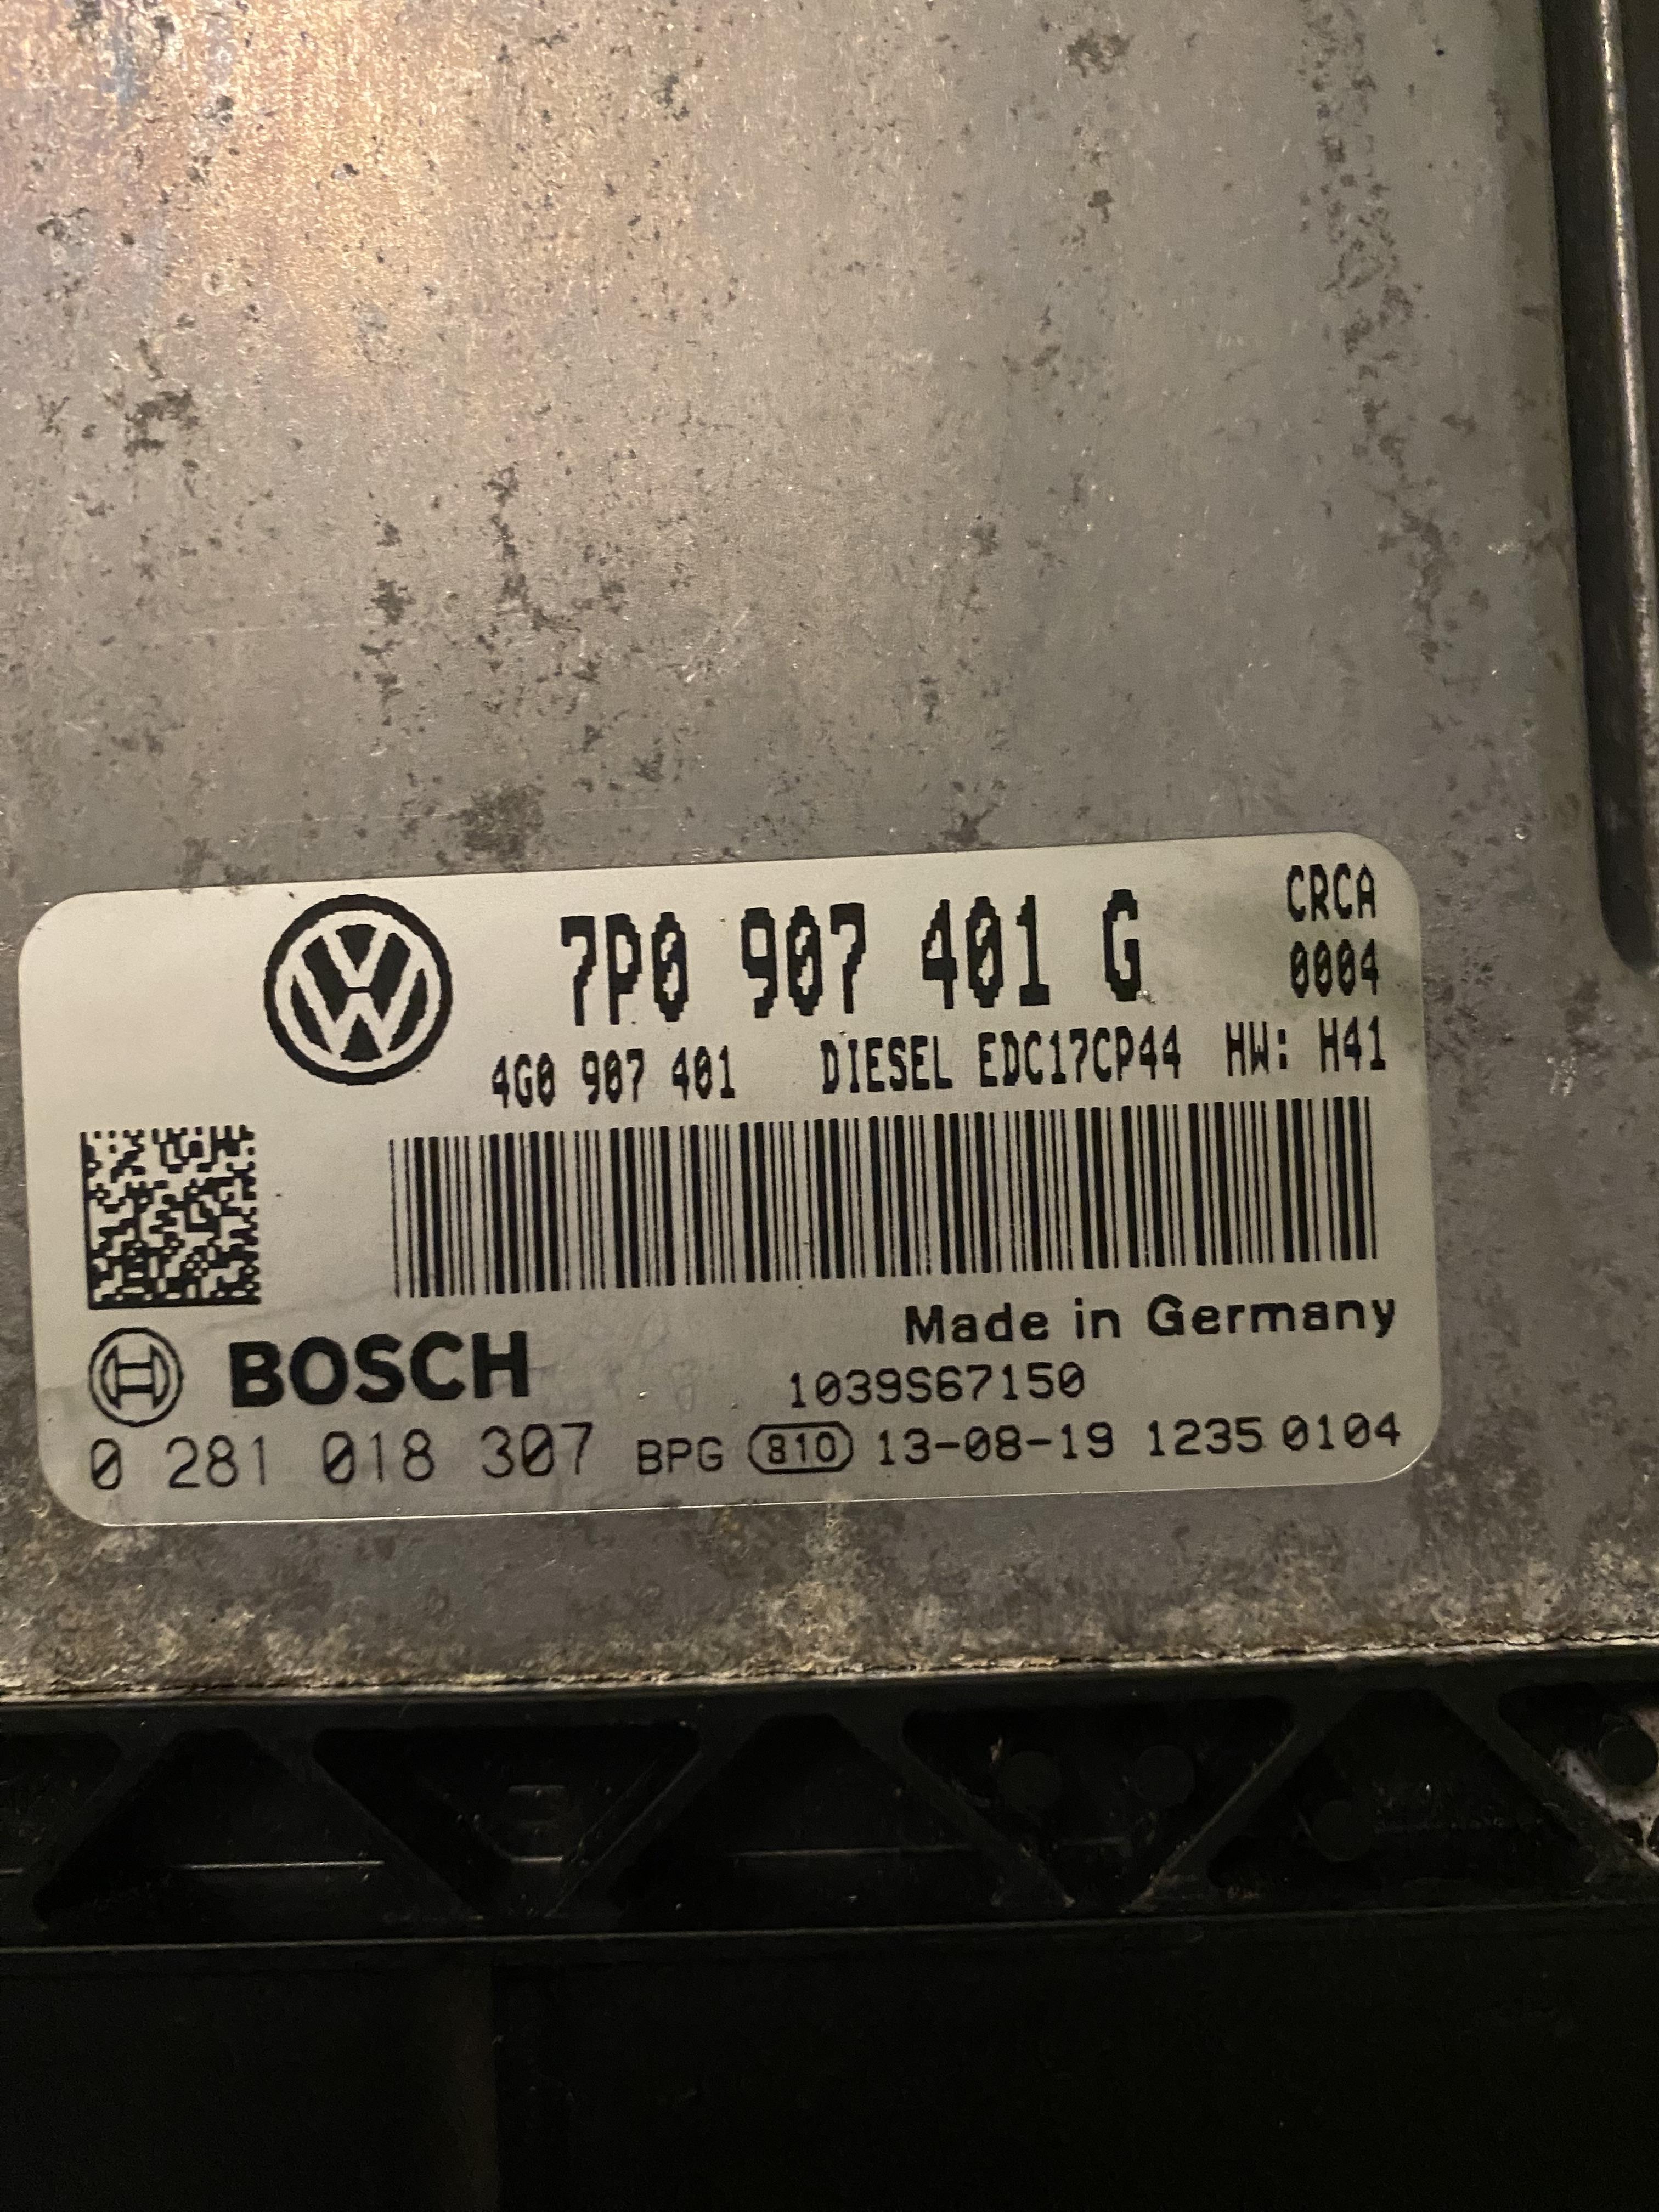 7P0 907 401 G
CRCA
0004
4G0 907 401 DIESEL EDC17CP44 HW: H41
Made in Germany
BOSCH
1039S67150
0 281 018 307 BPG 810 13-08-19 1235 0104